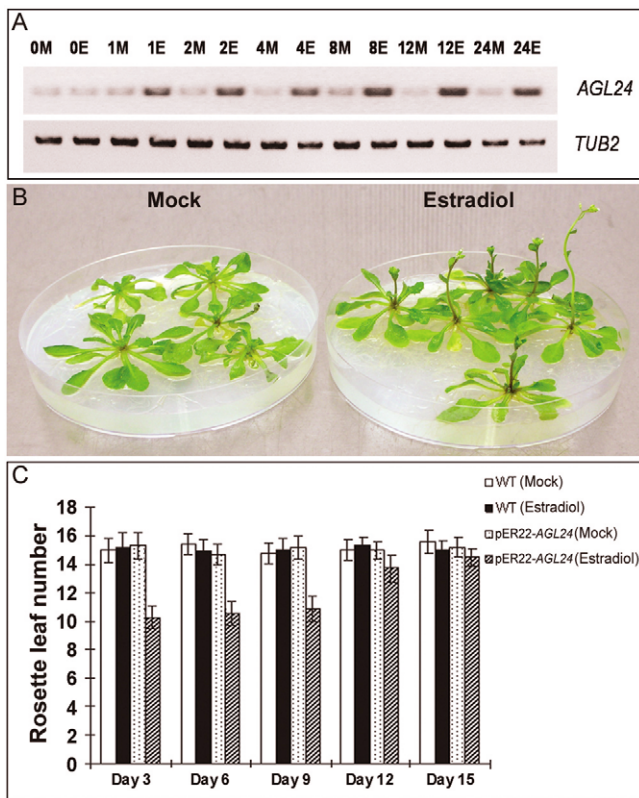 A
0M 0E 1M 1E 2M 2E 4M 4E 8M 8E 12M 12E 24M 24E
AGL24
TUB2
B
Mock Estradiol
C
Rosette leaf number
18
16
14
12
10
8
6
4
2
0
Day 3 Day 6 Day 9 Day 12 Day 15
WT (Mock)
WT (Estradiol)
pER22-AGL24 (Mock)
pER22-AGL24 (Estradiol)